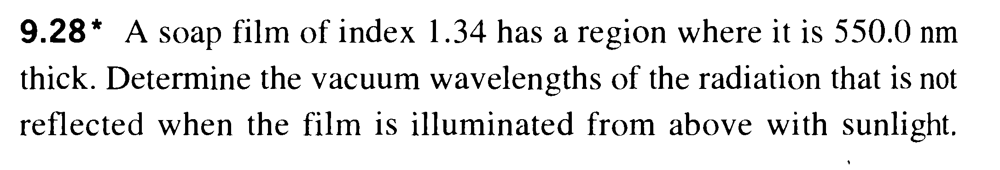 9.28* A soap film of index 1.34 has a region where it is 550.0 nm
thick. Determine the vacuum wavelengths of the radiation that is not
reflected when the film is illuminated from above with sunlight.